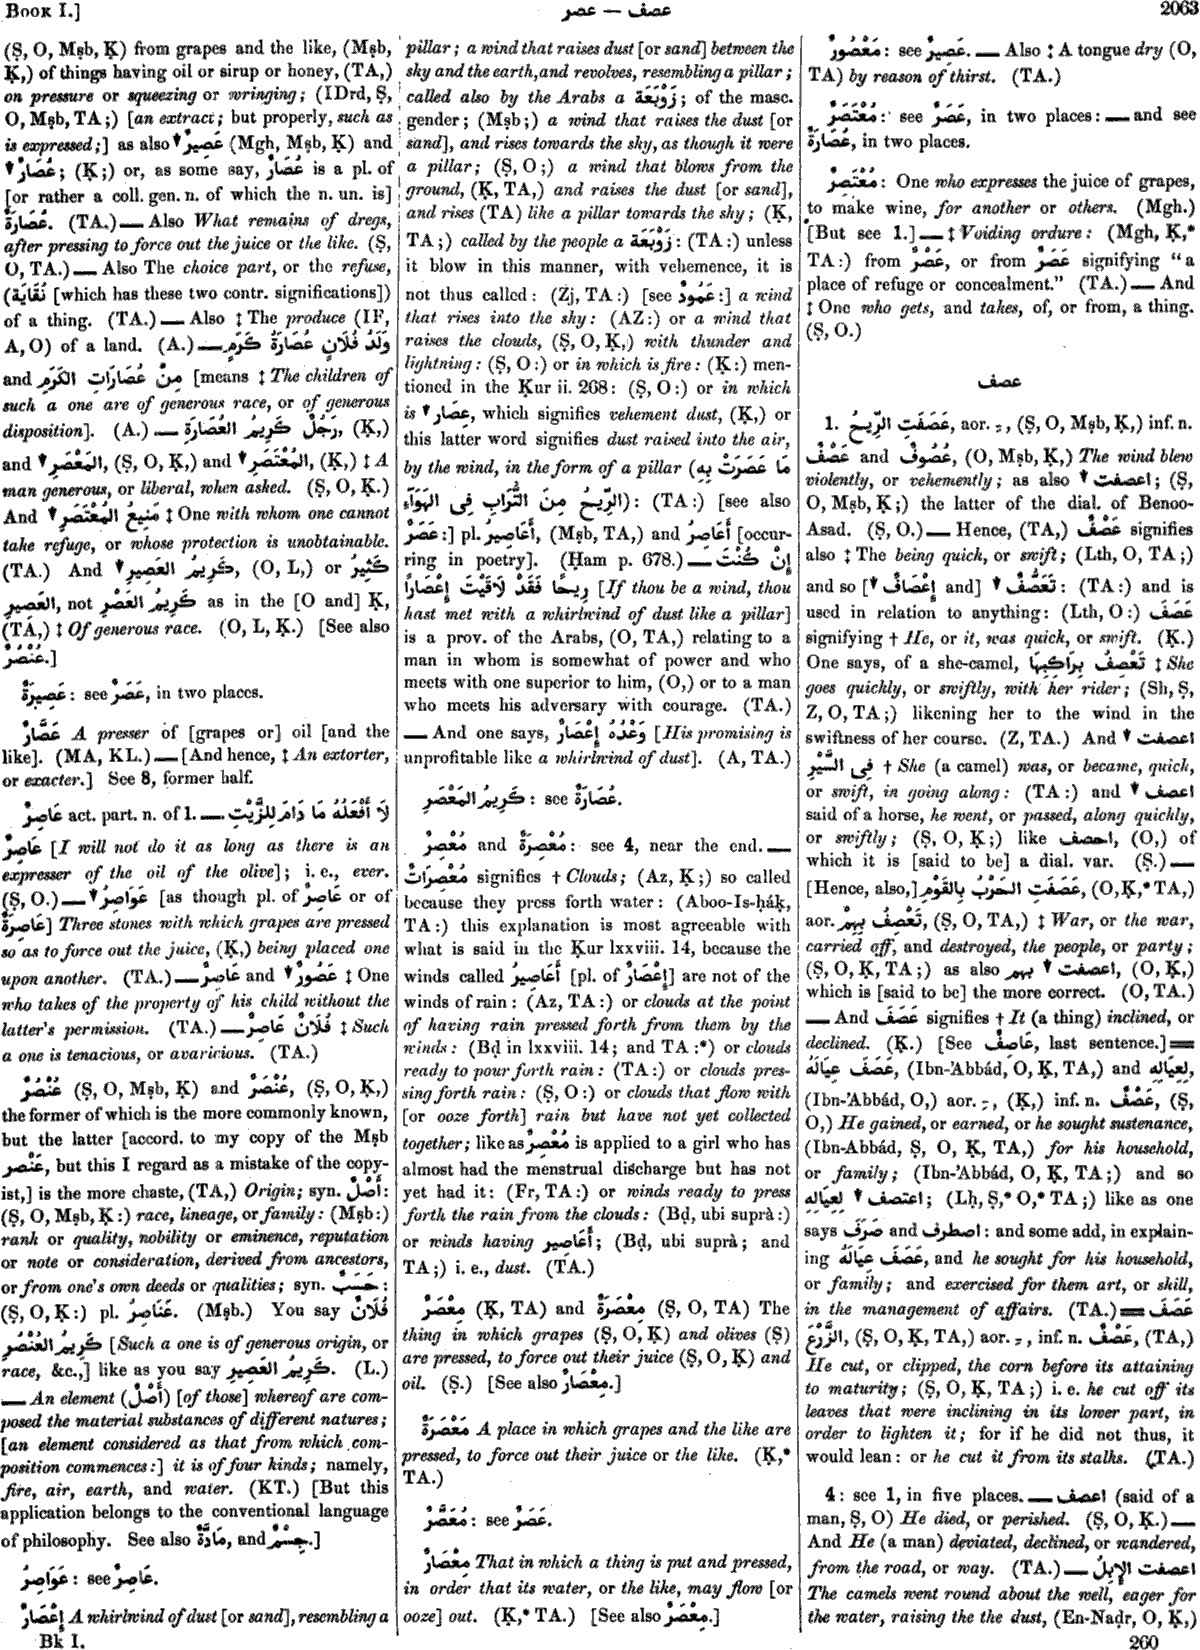 Book I.]
عصر — عصف
2063
(Ṣ, O, Mṣb, Ḳ) from grapes and the like, (Mṣb,
Ḳ,) of things having oil or sirup or honey, (TA,)
on pressure or squeezing or wringing; (IDrd, Ṣ,
O, Mṣb, TA;) [an extract; but properly, such as
is expressed;] as also ▼ عَصِيرٌ (Mgh, Mṣb, Ḳ) and
▼ عُصَارٌ; (Ḳ;) or, as some say, عُصَارٌ is a pl. of
[or rather a coll. gen. n. of which the n. un. is]
عُصَارَةٌ. (TA.) — Also What remains of dregs,
after pressing to force out the juice or the like. (Ṣ,
O, TA.) — Also The choice part, or the refuse,
(نُقَايَة [which has these two contr. significations])
of a thing. (TA.) — Also ‡ The produce (IF,
A, O) of a land. (A.) — وَلَدُ فُلَانٍ عُصَارَةُ كَرَمٍ
and مِنْ عُصَارَاتِ الكَرَمِ [means ‡ The children of
such a one are of generous race, or of generous
disposition]. (A.) — رَجُلٌ كَرِيمُ العُصَارَةِ, (Ḳ,)
and ▼ المَعْصَرِ, (Ṣ, O, Ḳ,) and ▼ المُعْتَصَرِ, (Ḳ,) ‡ A
man generous, or liberal, when asked. (Ṣ, O, Ḳ.)
And ▼ مَنِيعُ المُعْتَصَرِ ‡ One with whom one cannot
take refuge, or whose protection is unobtainable.
(TA.) And ▼ كَرِيمُ العَصِيرِ, (O, L,) or كَثِيرُ
العَصِيرِ, not كَرِيمُ العَصْرِ as in the [O and] Ḳ,
(TA,) ‡ Of generous race. (O, L, Ḳ.) [See also
عُنْصُرٌ.]
عَصِيرَةٌ: see عَصَرٌ, in two places.
عَصَّارٌ A presser of [grapes or] oil [and the
like]. (MA, KL.) — [And hence, ‡ An extorter,
or exacter.] See 8, former half.
عَاصِرٌ act. part. n. of 1. — لَا أَفْعَلُهُ مَا دَامَ لِلزَّيْتِ
عَاصِرٌ [I will not do it as long as there is an
expresser of the oil of the olive]; i. e., ever.
(Ṣ, O.) — ▼ عَوَاصِرُ [as though pl. of عَاصِرٌ or of
عَاصِرَةٌ] Three stones with which grapes are pressed
so as to force out the juice, (Ḳ,) being placed one
upon another. (TA.) — عَاصِرٌ and ▼ عَصُورٌ ‡ One
who takes of the property of his child without the
latter's permission. (TA.) — فُلَانٌ عَاصِرٌ ‡ Such
a one is tenacious, or avaricious. (TA.)
عُنْصُرٌ (Ṣ, O, Mṣb, Ḳ) and عُنْصَرٌ, (Ṣ, O, Ḳ,)
the former of which is the more commonly known,
but the latter [accord. to my copy of the Mṣb
عَنْصر, but this I regard as a mistake of the copy-
ist,] is the more chaste, (TA,) Origin; syn. أَصْلٌ:
(Ṣ, O, Mṣb, Ḳ:) race, lineage, or family: (Mṣb:)
rank or quality, nobility or eminence, reputation
or note or consideration, derived from ancestors,
or from one's own deeds or qualities; syn. حَسَبٌ:
(Ṣ, O, Ḳ:) pl. عَنَاصِرُ. (Mṣb.) You say فُلَانٌ
كَرِيمُ العُنْصُرِ [Such a one is of generous origin, or
race, &c.,] like as you say كَرِيمُ العَصِيرِ. (L.)
— An element (أَصْلٌ) [of those] whereof are com-
posed the material substances of different natures;
[an element considered as that from which com-
position commences:] it is of four kinds; namely,
fire, air, earth, and water. (KT.) [But this
application belongs to the conventional language
of philosophy. See also مَادَّةٌ, and جِسْمٌ.]
عَوَاصِرُ: see عَاصِرٌ.
إِعْصَارٌ A whirlwind of dust [or sand], resembling a
Bk I.
pillar; a wind that raises dust [or sand] between the
sky and the earth, and revolves, resembling a pillar;
called also by the Arabs a زَوْبَعَة; of the masc.
gender; (Mṣb;) a wind that raises the dust [or
sand], and rises towards the sky, as though it were
a pillar; (Ṣ, O;) a wind that blows from the
ground, (Ḳ, TA,) and raises the dust [or sand],
and rises (TA) like a pillar towards the sky; (Ḳ,
TA;) called by the people a زَوْبَعَة: (TA:) unless
it blow in this manner, with vehemence, it is
not thus called: (Zj, TA:) [see عَمُودٌ:] a wind
that rises into the sky: (AZ:) or a wind that
raises the clouds, (Ṣ, O, Ḳ,) with thunder and
lightning: (Ṣ, O:) or in which is fire: (Ḳ:) men-
tioned in the Ḳur ii. 268: (Ṣ, O:) or in which
is ▼ عِصَار, which signifies vehement dust, (Ḳ,) or
this latter word signifies dust raised into the air,
by the wind, in the form of a pillar (مَا عَصَرَتْ بِهِ
الرِّيحُ مِنَ التُّرَابِ فِى الهَوَآءِ): (TA:) [see also
عَصَرٌ:] pl. أَعَاصِيرُ, (Mṣb, TA,) and أَعَاصِرُ [occur-
ring in poetry]. (Ḥam p. 678.) — إِنْ كُنْتَ
رِيحًا فَقَدْ لَاقَيْتَ إِعْصَارًا [If thou be a wind, thou
hast met with a whirlwind of dust like a pillar]
is a prov. of the Arabs, (O, TA,) relating to a
man in whom is somewhat of power and who
meets with one superior to him, (O,) or to a man
who meets his adversary with courage. (TA.)
— And one says, وَعْدُهُ إِعْصَارٌ [His promising is
unprofitable like a whirlwind of dust]. (A, TA.)
كَرِيمُ المَعْصَرِ: see عُصَارَةٌ.
مُعْصِرٌ and مُعْصِرَةٌ: see 4, near the end. —
مُعْصِرَاتٌ signifies † Clouds; (Az, Ḳ;) so called
because they press forth water: (Aboo-Is-ḥáḳ,
TA:) this explanation is most agreeable with
what is said in the Ḳur lxxviii. 14, because the
winds called أَعَاصِيرُ [pl. of إِعْصَارٌ] are not of the
winds of rain: (Az, TA:) or clouds at the point
of having rain pressed forth from them by the
winds: (Bḍ in lxxviii. 14; and TA:*) or clouds
ready to pour forth rain: (TA:) or clouds pres-
sing forth rain: (Ṣ, O:) or clouds that flow with
[or ooze forth] rain but have not yet collected
together; like as مُعْصِرٌ is applied to a girl who has
almost had the menstrual discharge but has not
yet had it: (Fr, TA:) or winds ready to press
forth the rain from the clouds: (Bḍ, ubi suprà:)
or winds having أَعَاصِير; (Bḍ, ubi suprà; and
TA;) i. e., dust. (TA.)
مِعْصَرٌ (Ḳ, TA) and مِعْصَرَةٌ (Ṣ, O, TA) The
thing in which grapes (Ṣ, O, Ḳ) and olives (Ṣ)
are pressed, to force out their juice (Ṣ, O, Ḳ) and
oil. (Ṣ.) [See also مِعْصَارٌ.]
مَعْصَرَةٌ A place in which grapes and the like are
pressed, to force out their juice or the like. (Ḳ,*
TA.)
مُعَصَّرٌ: see عَصَرٌ.
مِعْصَارٌ That in which a thing is put and pressed,
in order that its water, or the like, may flow [or
ooze] out. (Ḳ,* TA.) [See also مِعْصَرٌ.]
مَعْصُورٌ: see عَصِيرٌ. — Also ‡ A tongue dry (O,
TA) by reason of thirst. (TA.)
مُعْتَصَرٌ: see عَصَرٌ, in two places: — and see
عُصَارَةٌ, in two places.
مُعْتَصِرٌ: One who expresses the juice of grapes,
to make wine, for another or others. (Mgh.)
[But see 1.] — ‡ Voiding ordure: (Mgh, Ḳ,*
TA:) from عَصْرٌ, or from عَصَرٌ signifying "a
place of refuge or concealment." (TA.) — And
‡ One who gets, and takes, of, or from, a thing.
(Ṣ, O.)
عصف
1. عَصَفَتِ الرِّيحُ, aor. ـِ, (Ṣ, O, Mṣb, Ḳ,) inf. n.
عَصْفٌ and عُصُوفٌ, (O, Mṣb, Ḳ,) The wind blew
violently, or vehemently; as also ▼ اعصفت; (Ṣ,
O, Mṣb, Ḳ;) the latter of the dial. of Benoo-
Asad. (Ṣ, O.) — Hence, (TA,) عَصْفٌ signifies
also ‡ The being quick, or swift; (Lth, O, TA;)
and so [▼ إِعْصَافٌ and] ▼ تَعَصُّفٌ: (TA:) and is
used in relation to anything: (Lth, O:) عَصَفَ
signifying † He, or it, was quick, or swift. (Ḳ.)
One says, of a she-camel, تَعْصِفُ بِرَاكِبِهَا ‡ She
goes quickly, or swiftly, with her rider; (Sh, Ṣ,
Z, O, TA;) likening her to the wind in the
swiftness of her course. (Z, TA.) And ▼ اعصفت
فِى السَّيْرِ † She (a camel) was, or became, quick,
or swift, in going along: (TA:) and ▼ اعصف
said of a horse, he went, or passed, along quickly,
or swiftly; (Ṣ, O, Ḳ;) like احصف, (O,) of
which it is [said to be] a dial. var. (Ṣ.) —
[Hence, also,] عَصَفَتِ الحَرْبُ بِالقَوْمِ, (O, Ḳ,* TA,)
aor. تَعْصِفُ بِهِمْ, (Ṣ, O, TA,) ‡ War, or the war,
carried off, and destroyed, the people, or party;
(Ṣ, O, Ḳ, TA;) as also ▼ اعصفت بهم, (O, Ḳ,)
which is [said to be] the more correct. (O, TA.)
— And عَصَفَ signifies † It (a thing) inclined, or
declined. (Ḳ.) [See عَاصِفٌ, last sentence.] ═
عَصَفَ عِيَالَهُ, (Ibn-'Abbád, O, Ḳ, TA,) and لِعِيَالِهِ,
(Ibn-'Abbád, O,) aor. ـِ, (Ḳ,) inf. n. عَصْفٌ, (Ṣ,
O,) He gained, or earned, or he sought sustenance,
(Ibn-Abbád, Ṣ, O, Ḳ, TA,) for his household,
or family; (Ibn-'Abbád, O, Ḳ, TA;) and so
▼ اعتصف لِعِيَالِهِ; (Lḥ, Ṣ,* O,* TA;) like as one
says صَرَفَ and اصطرف: and some add, in explain-
ing عَصَفَ عِيَالَهُ, and he sought for his household,
or family; and exercised for them art, or skill,
in the management of affairs. (TA.) ═ عَصَفَ
الزَّرْعَ, (Ṣ, O, Ḳ, TA,) aor. ـِ, inf. n. عَصْفٌ, (TA,)
He cut, or clipped, the corn before its attaining
to maturity; (Ṣ, O, Ḳ, TA;) i. e. he cut off its
leaves that were inclining in its lower part, in
order to lighten it; for if he did not thus, it
would lean: or he cut it from its stalks. (TA.)
4: see 1, in five places. — اعصف (said of a
man, Ṣ, O) He died, or perished. (Ṣ, O, Ḳ.) —
And He (a man) deviated, declined, or wandered,
from the road, or way. (TA.) — اعصفت الإِبِلُ
The camels went round about the well, eager for
the water, raising the the dust, (En-Naḍr, O, Ḳ,)
260